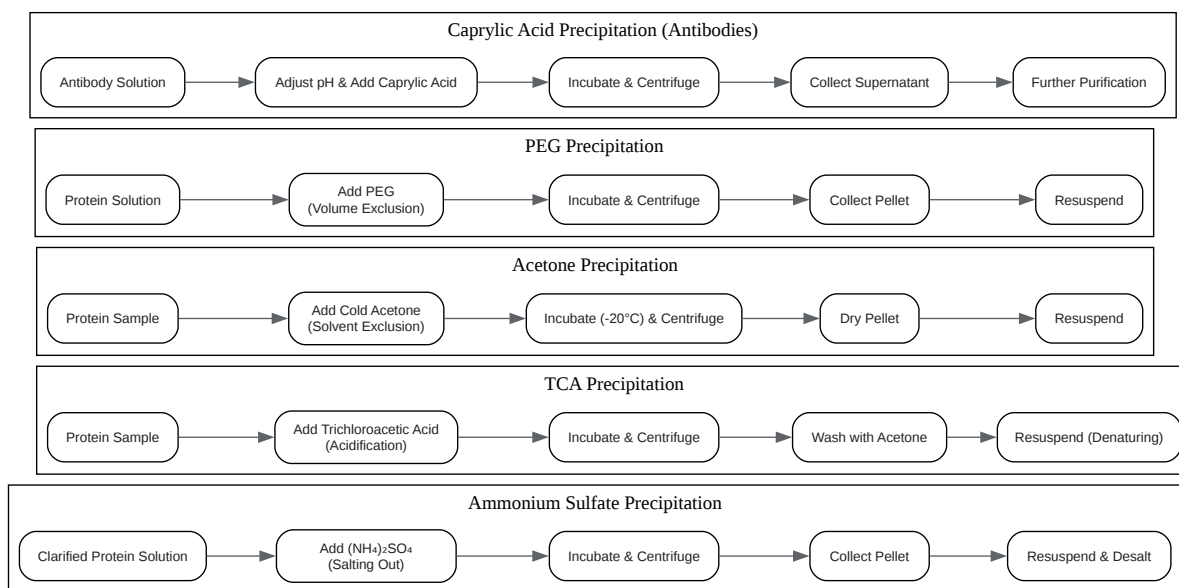 Caprylic Acid Precipitation (Antibodies)
Antibody Solution
Adjust pH & Add Caprylic Acid
Incubate & Centrifuge
Collect Supernatant
Further Purification
PEG Precipitation
Protein Solution
Add PEG
(Volume Exclusion)
Incubate & Centrifuge
Collect Pellet
Resuspend
Acetone Precipitation
Protein Sample
Add Cold Acetone
(Solvent Exclusion)
Incubate (-20°C) & Centrifuge
Dry Pellet
Resuspend
TCA Precipitation
Protein Sample
Add Trichloroacetic Acid
(Acidification)
Incubate & Centrifuge
Wash with Acetone
Resuspend (Denaturing)
Ammonium Sulfate Precipitation
Clarified Protein Solution
Add (NH₄)₂SO₄
(Salting Out)
Incubate & Centrifuge
Collect Pellet
Resuspend & Desalt